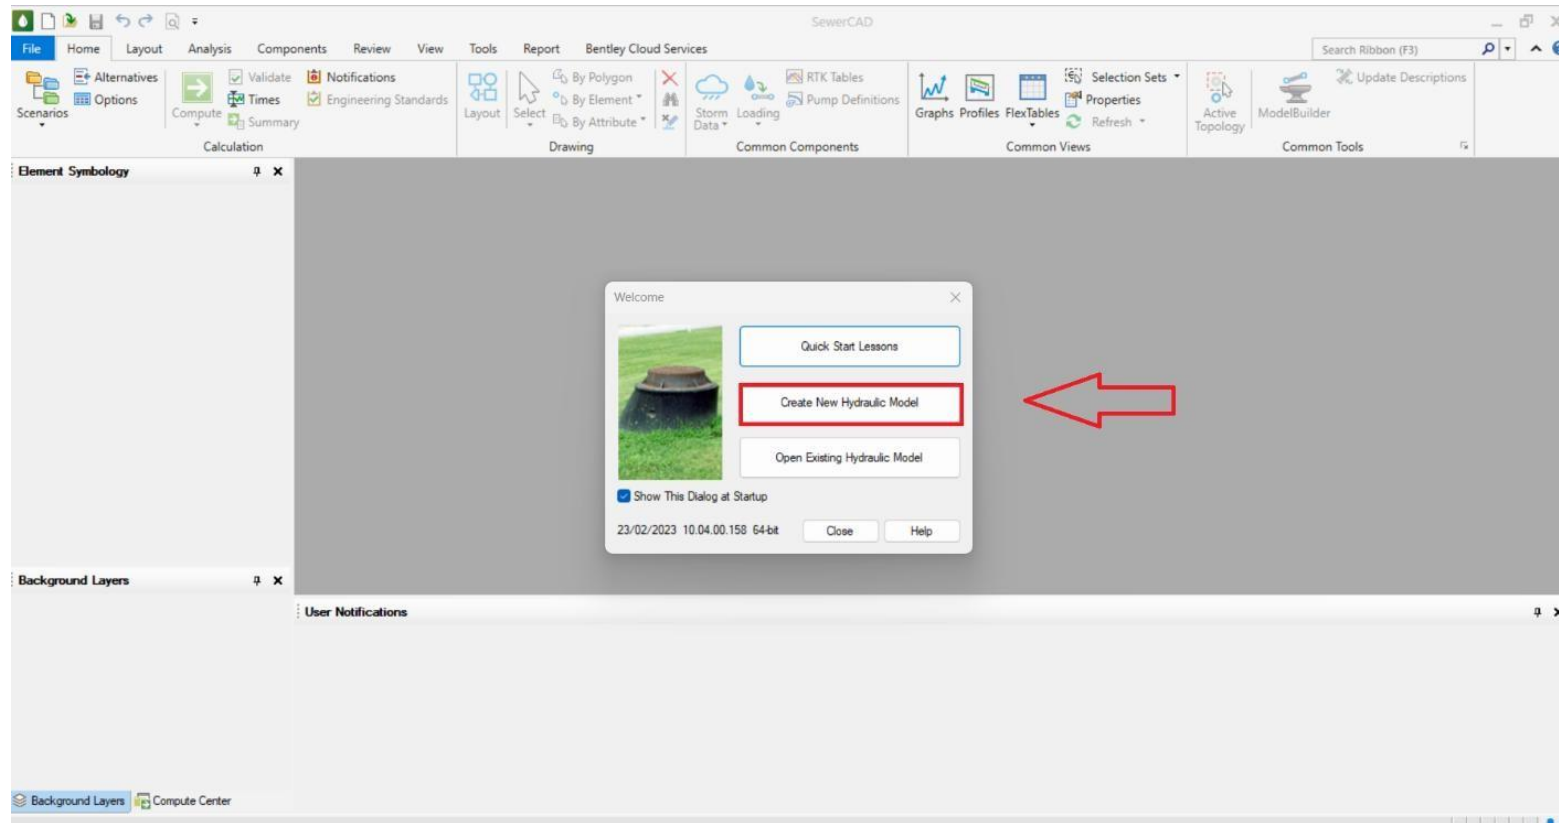 SewerCAD
File Home Layout Analysis Components Review View Tools Report Bentley Cloud Services Search Ribbon (F3)
Scenarios
Alternatives
Options
Compute
Validate
Times
Summary
Notifications
Engineering Standards
Calculation
Layout
Select
By Polygon
By Element
By Attribute
Drawing
Storm
Data
Loading
RTK Tables
Pump Definitions
Common Components
Graphs
Profiles
FlexTables
Selection Sets
Properties
Refresh
Common Views
Active
Topology
ModelBuilder
Update Descriptions
Common Tools
Element Symbology
Welcome
Quick Start Lessons
Create New Hydraulic Model
Open Existing Hydraulic Model
Show This Dialog at Startup
23/02/2023 10.04.00.158 64-bit
Close
Help
Background Layers
User Notifications
Background Layers
Compute Center